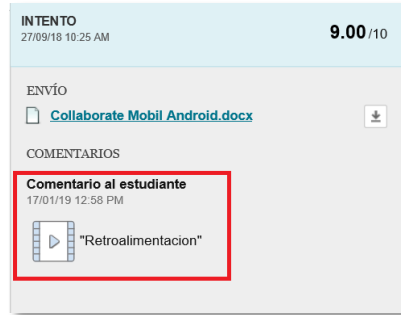 INTENTO
27/09/18 10:25 AM
9.00 /10
ENVÍO
Collaborate Mobil Android.docx
COMENTARIOS
Comentario al estudiante
17/01/19 12:58 PM
"Retroalimentacion"